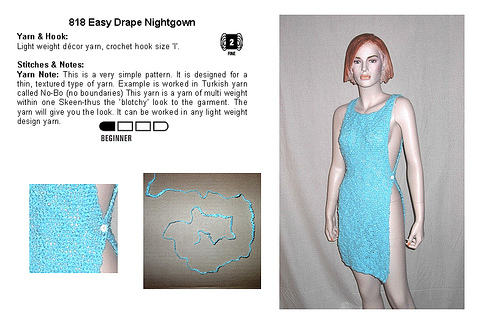 818 Easy Drape Nightgown
Yarn & Hook:
Light weight décor yarn, crochet hook size 'I'.
2
FINE
Stitches & Notes:
Yarn Note: This is a very simple pattern. It is designed for a
thin, textured type of yarn. Example is worked in Turkish yarn
called No-Bo (no boundaries) This yarn is a yarn of multi weight
within one Skeen-thus the 'blotchy' look to the garment. The
yarn will give you the look. It can be worked in any light weight
design yarn.
BEGINNER